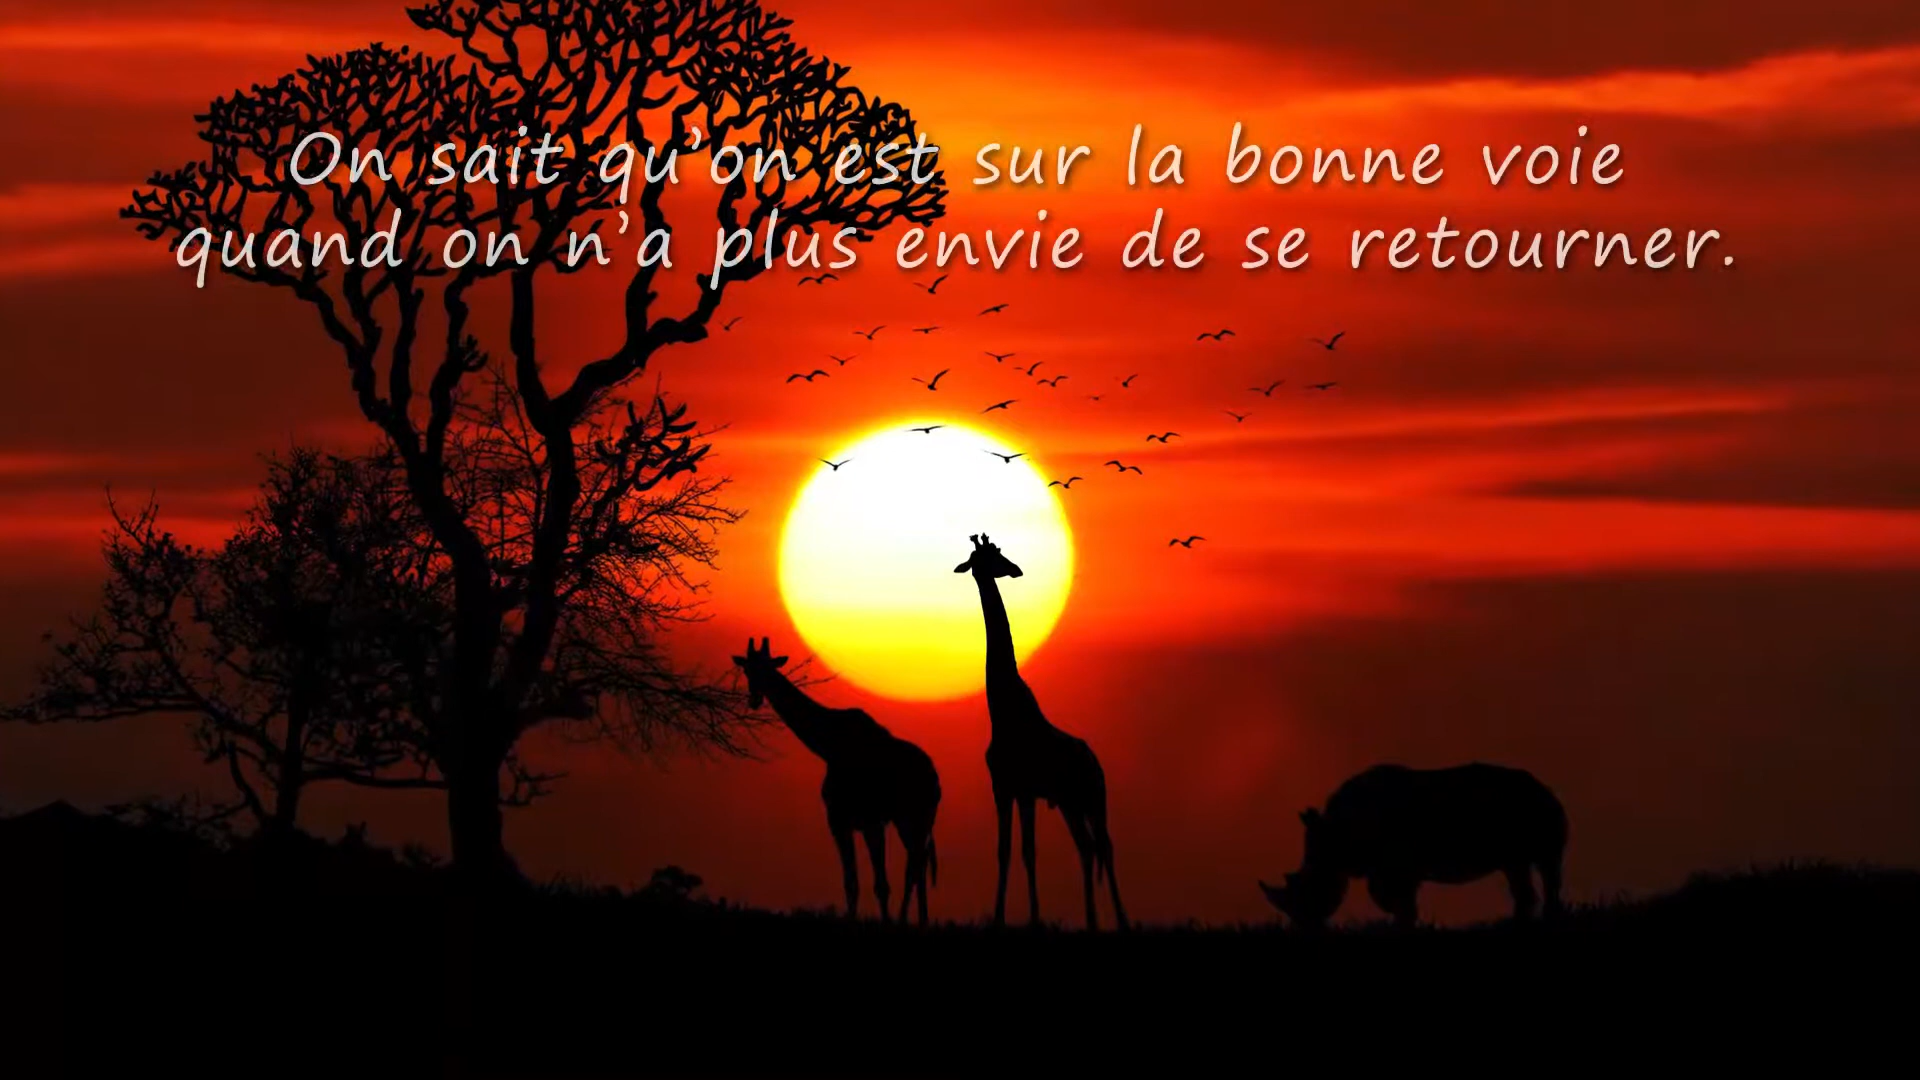 On sait qu’on est sur la bonne voie
quand on n’a plus envie de se retourner.